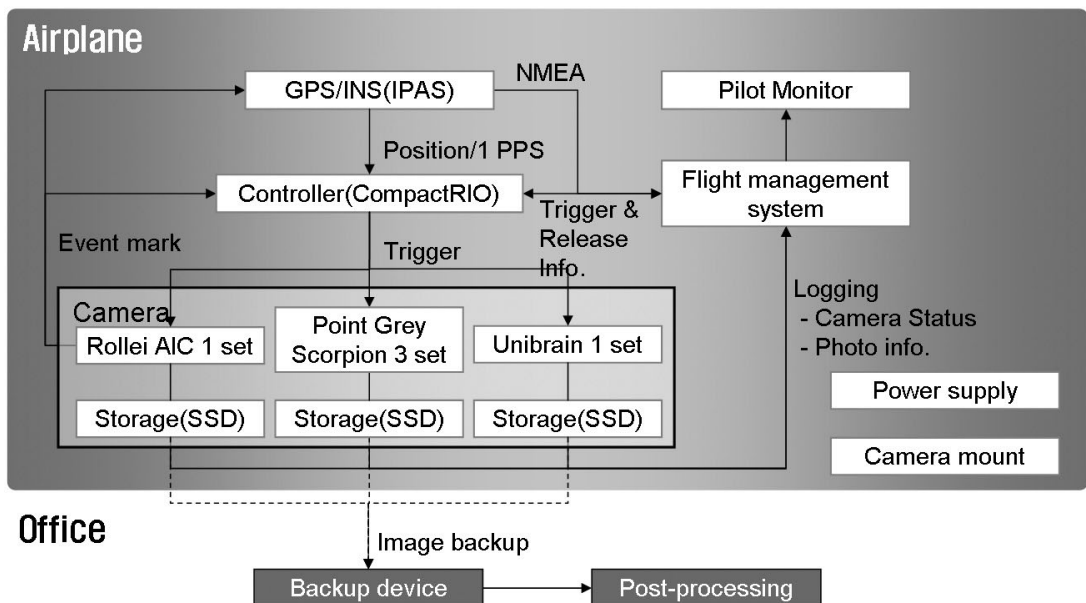 Airplane
GPS/INS(IPAS)
NMEA
Pilot Monitor
Position/1 PPS
Controller(CompactRIO)
Flight management
system
Trigger &
Release
Info.
Event mark
Trigger
Camera
Rollei AIC 1 set
Point Grey
Scorpion 3 set
Unibrain 1 set
Logging
- Camera Status
- Photo info.
Storage(SSD)
Storage(SSD)
Storage(SSD)
Power supply
Camera mount
Office
Image backup
Backup device
Post-processing